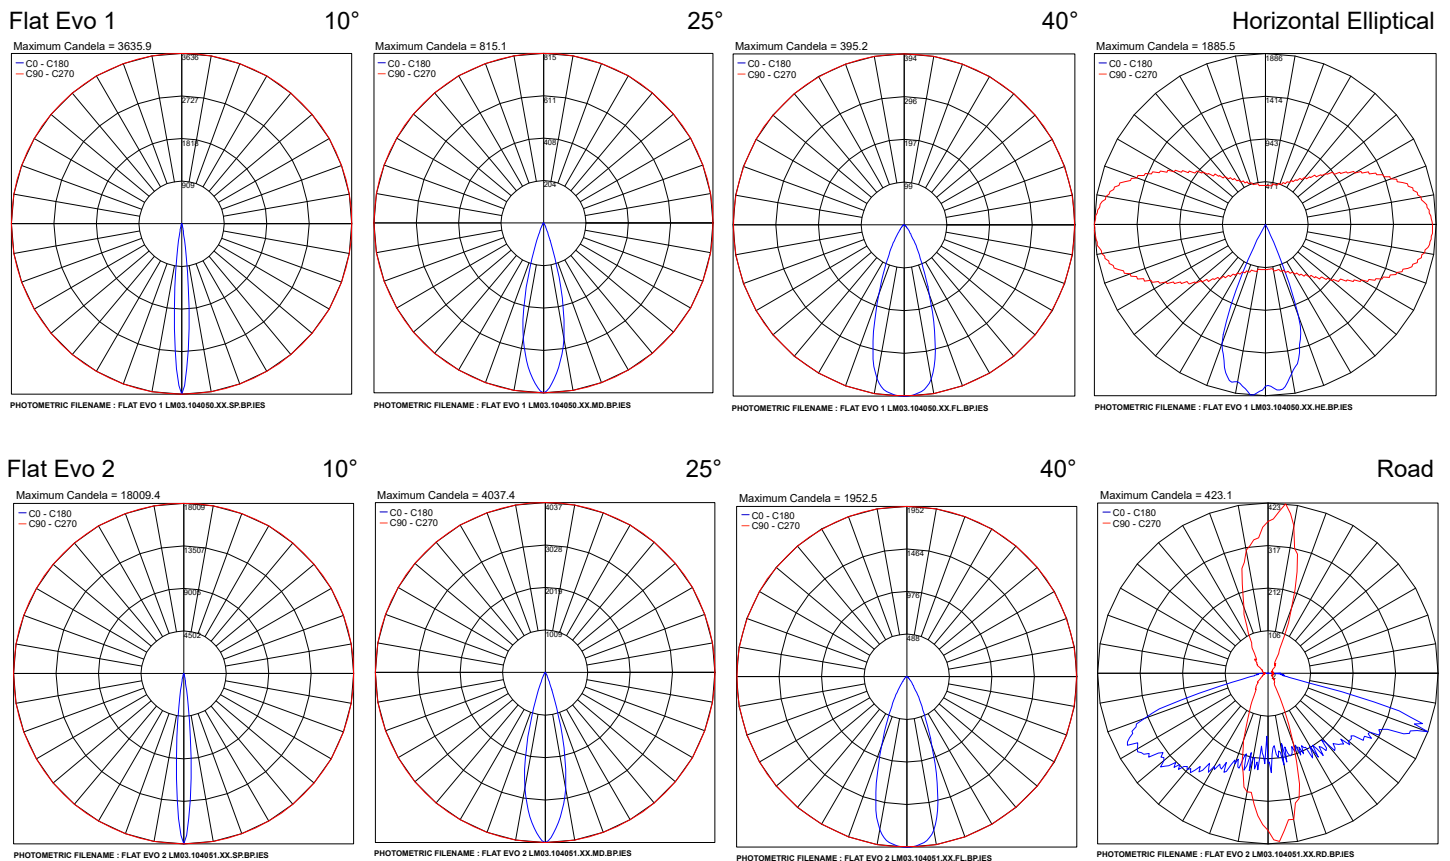 Flat Evo 1
10°
25°
40°
Horizontal Elliptical
Maximum Candela = 3635.9
C0 - C180
C90 - C270
3636
2727
1818
909
PHOTOMETRIC FILENAME : FLAT EVO 1 LM03.104050.XX.SP.BP.IES
Maximum Candela = 815.1
C0 - C180
C90 - C270
815
611
408
204
PHOTOMETRIC FILENAME : FLAT EVO 1 LM03.104050.XX.MD.BP.IES
Maximum Candela = 395.2
C0 - C180
C90 - C270
394
296
197
99
PHOTOMETRIC FILENAME : FLAT EVO 1 LM03.104050.XX.FL.BP.IES
Maximum Candela = 1885.5
C0 - C180
C90 - C270
1886
1414
943
471
PHOTOMETRIC FILENAME : FLAT EVO 1 LM03.104050.XX.HE.BP.IES
Flat Evo 2
10°
25°
40°
Road
Maximum Candela = 18009.4
C0 - C180
C90 - C270
18009
13507
9005
4502
PHOTOMETRIC FILENAME : FLAT EVO 2 LM03.104051.XX.SP.BP.IES
Maximum Candela = 4037.4
C0 - C180
C90 - C270
4037
3028
2019
1009
PHOTOMETRIC FILENAME : FLAT EVO 2 LM03.104051.XX.MD.BP.IES
Maximum Candela = 1952.5
C0 - C180
C90 - C270
1952
1464
976
488
PHOTOMETRIC FILENAME : FLAT EVO 2 LM03.104051.XX.FL.BP.IES
Maximum Candela = 423.1
C0 - C180
C90 - C270
423
317
212
106
PHOTOMETRIC FILENAME : FLAT EVO 2 LM03.104051.XX.RD.BP.IES